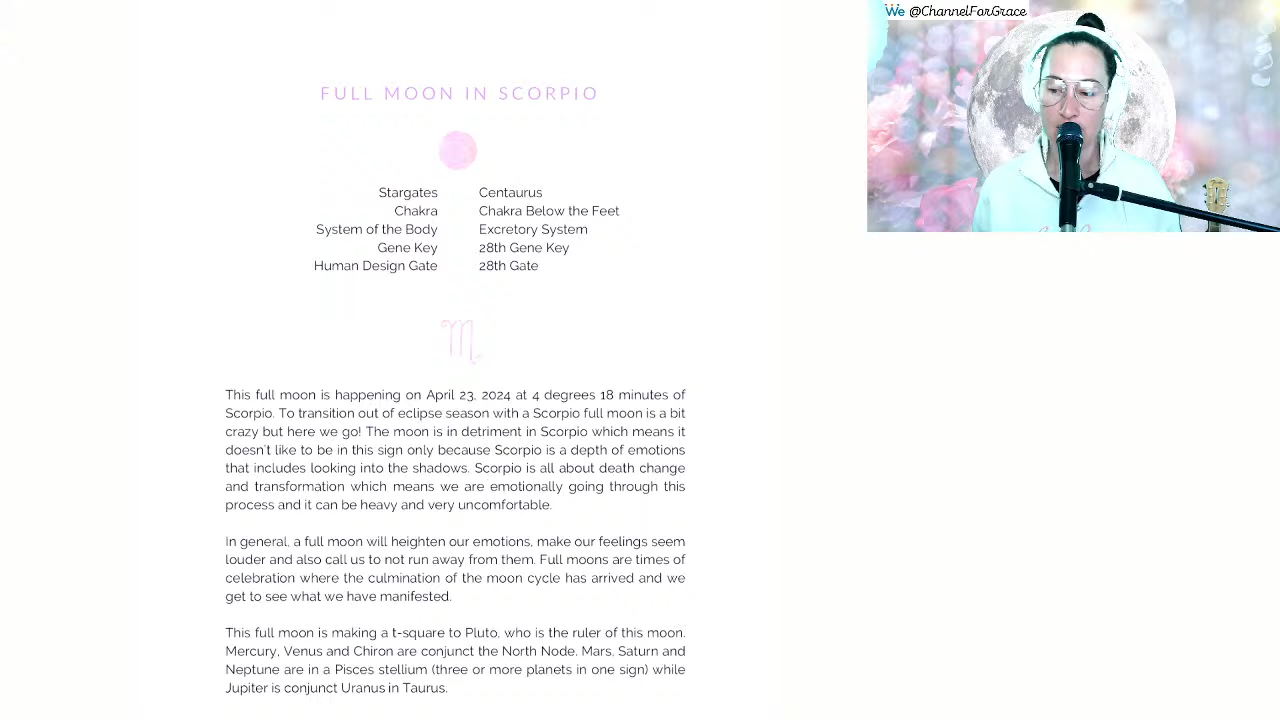 We @ChannelForGrace
FULL MOON IN SCORPIO
Stargates Centaurus
Chakra Chakra Below the Feet
System of the Body Excretory System
Gene Key 28th Gene Key
Human Design Gate 28th Gate
This full moon is happening on April 23, 2024 at 4 degrees 18 minutes of
Scorpio. To transition out of eclipse season with a Scorpio full moon is a bit
crazy but here we go! The moon is in detriment in Scorpio which means it
doesn't like to be in this sign only because Scorpio is a depth of emotions
that includes looking into the shadows. Scorpio is all about death change
and transformation which means we are emotionally going through this
process and it can be heavy and very uncomfortable.
In general, a full moon will heighten our emotions, make our feelings seem
louder and also call us to not run away from them. Full moons are times of
celebration where the culmination of the moon cycle has arrived and we
get to see what we have manifested.
This full moon is making a t-square to Pluto, who is the ruler of this moon.
Mercury, Venus and Chiron are conjunct the North Node. Mars, Saturn and
Neptune are in a Pisces stellium (three or more planets in one sign) while
Jupiter is conjunct Uranus in Taurus.